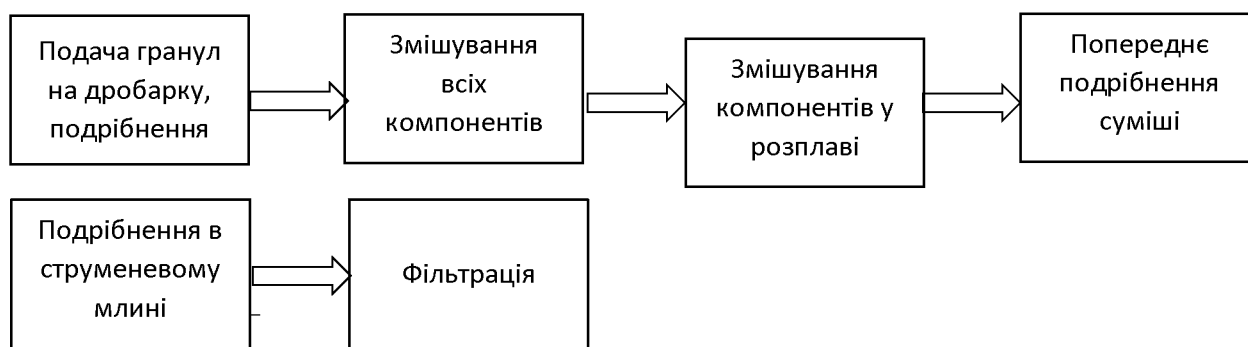 Подача гранул
на дробарку,
подрібнення
Змішування
всіх
компонентів
Змішування
компонентів у
розплаві
Попереднє
подрібнення
суміші
Подрібнення в
струменевому
млині
Фільтрація